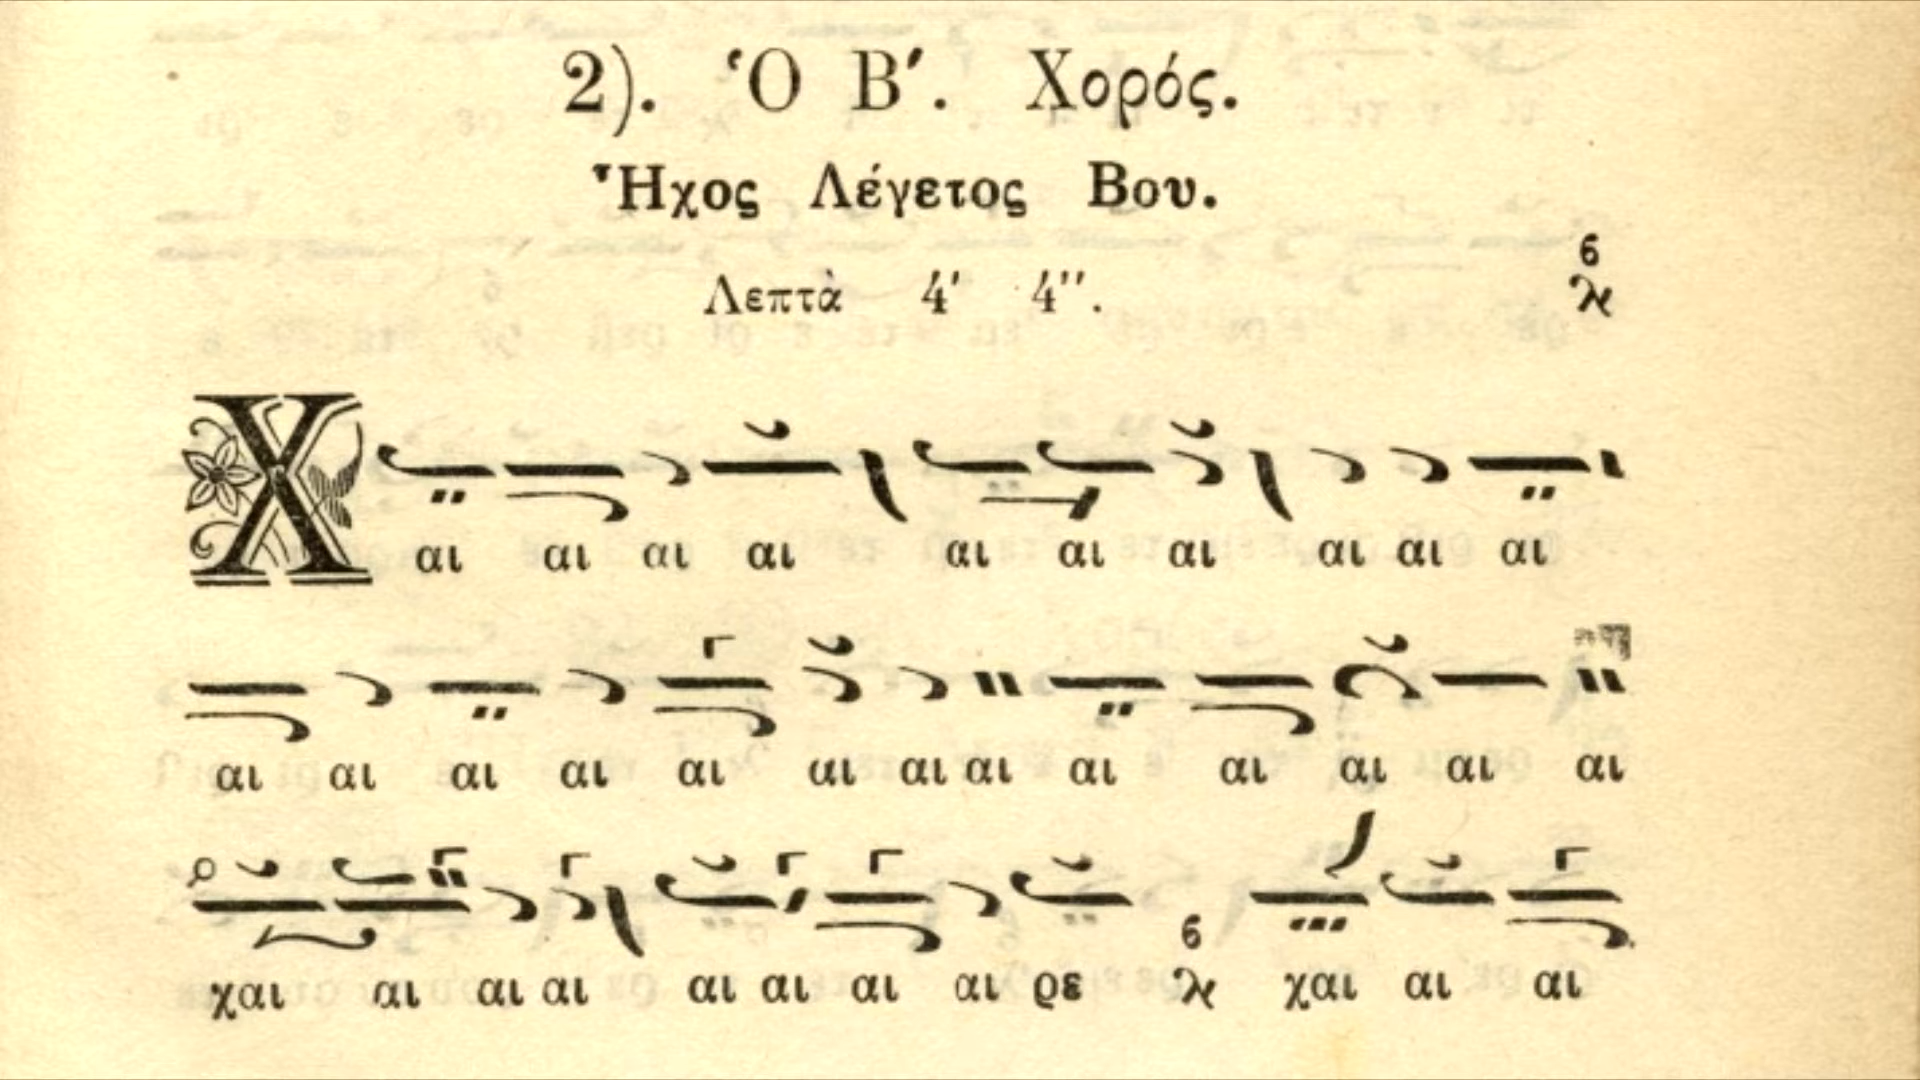 2). Ὁ Β′. Χορός.
Ἦχος Λέγετος Βου.
Λεπτὰ 4′ 4″.
Χ αι αι αι αι αι αι αι αι αι αι
αι αι αι αι αι αι αι αι αι αι αι αι αι
χαι αι αι αι αι αι αι αι ρε χαι αι αι